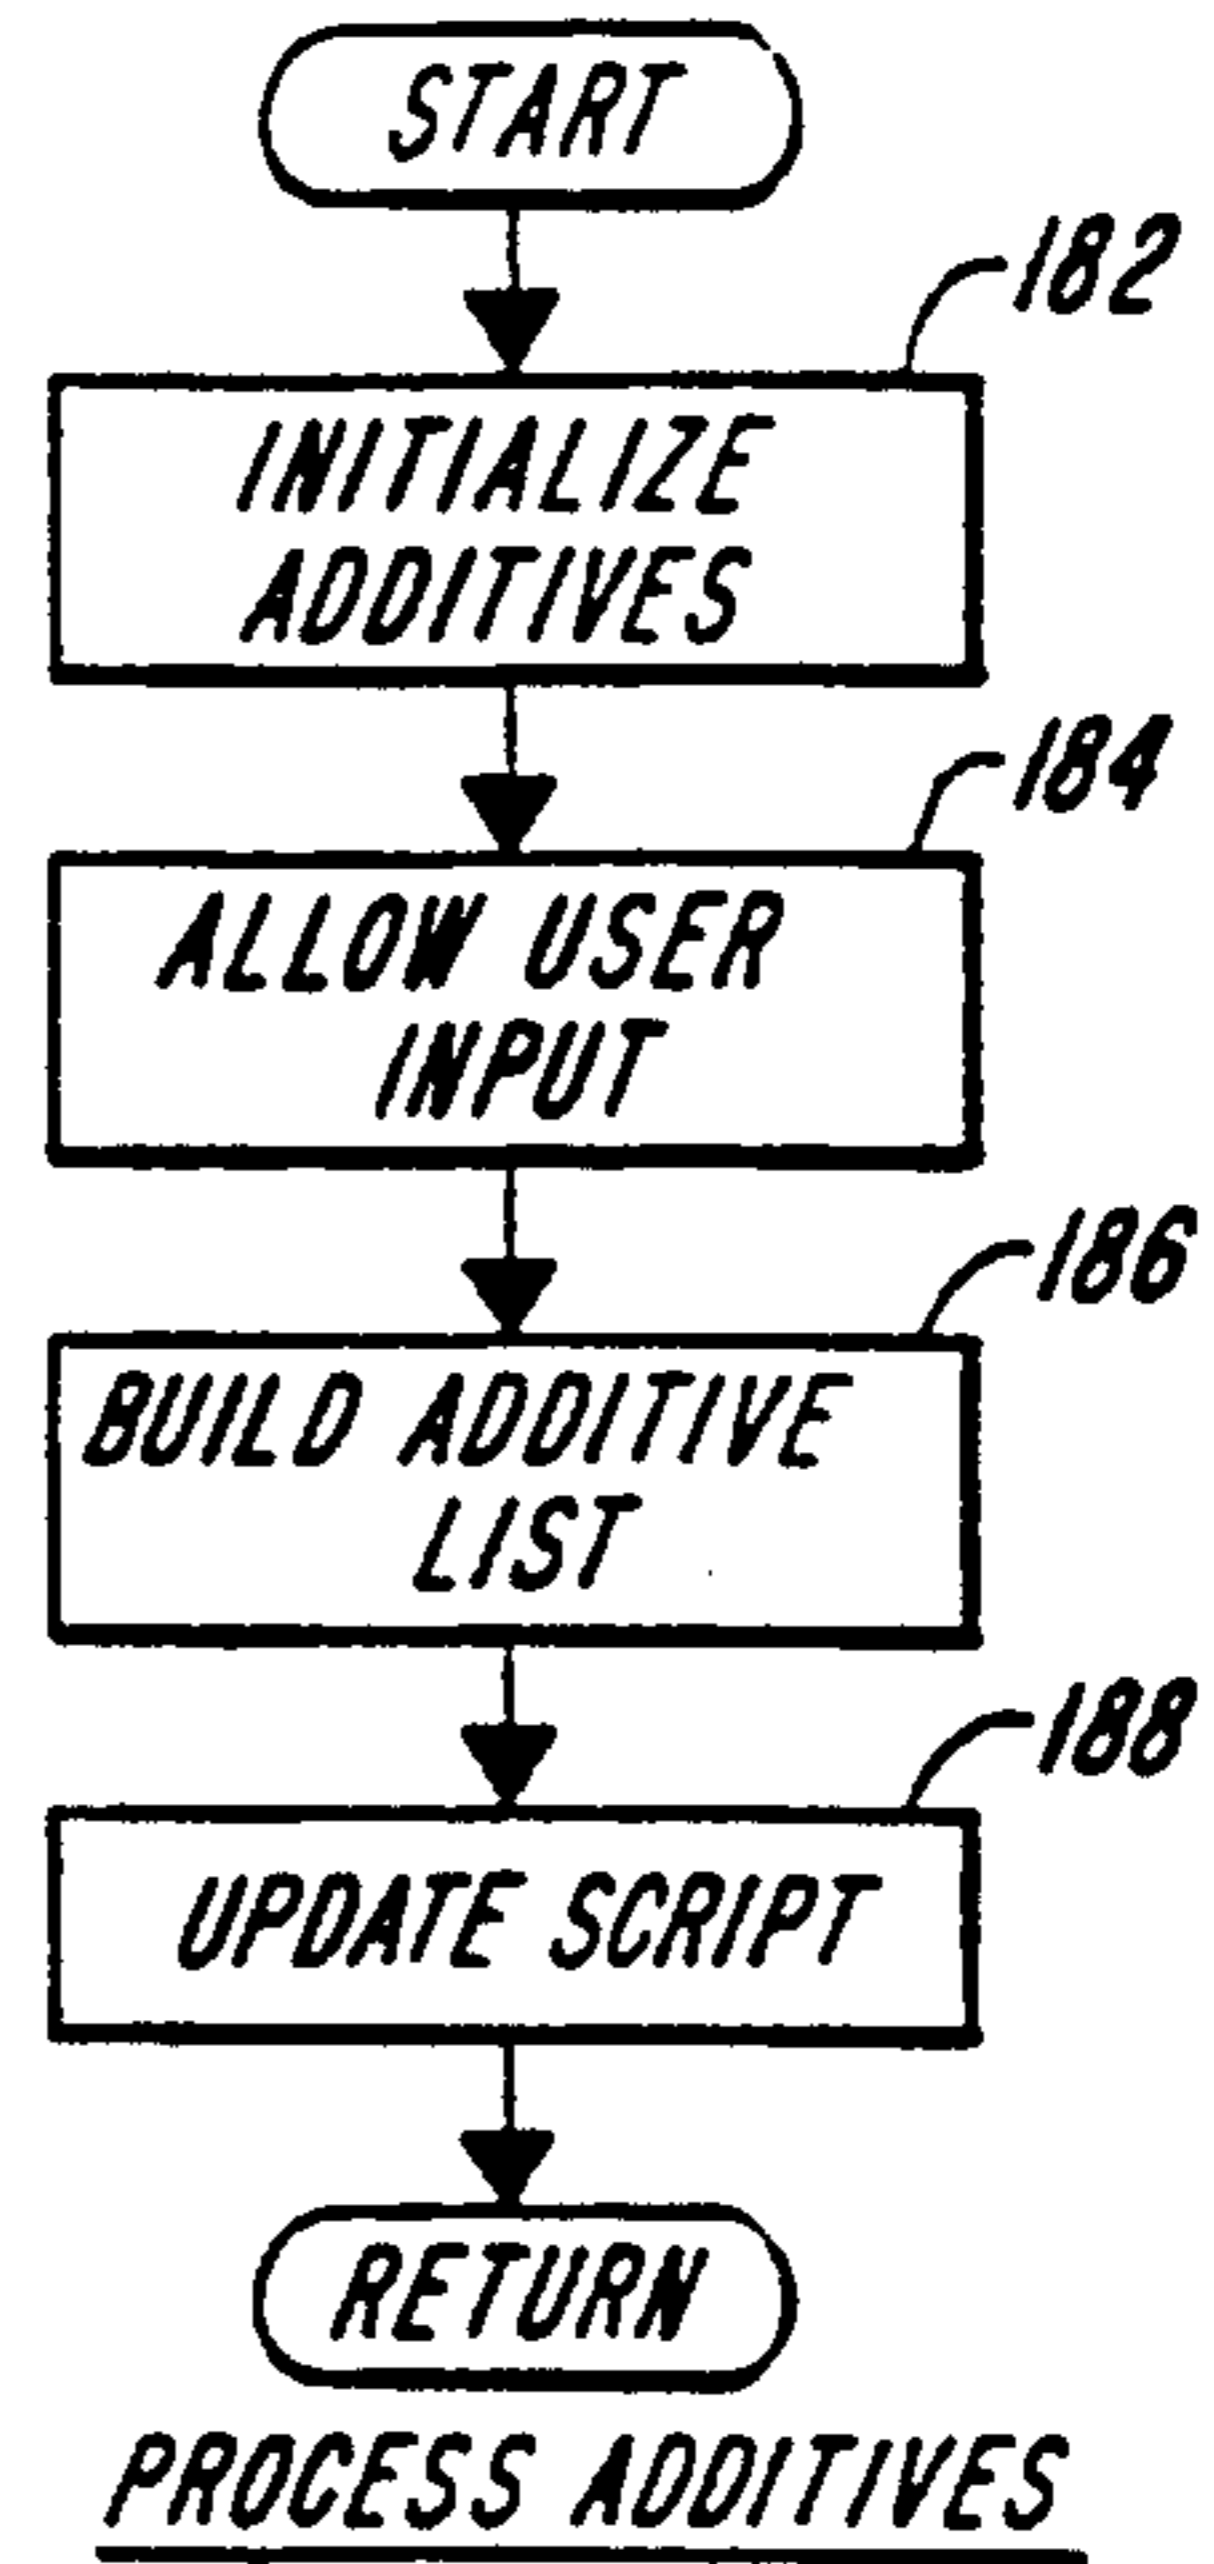 START
182
INITIALIZE
ADDITIVES
184
ALLOW USER
INPUT
186
BUILD ADDITIVE
LIST
188
UPDATE SCRIPT
RETURN
PROCESS ADDITIVES